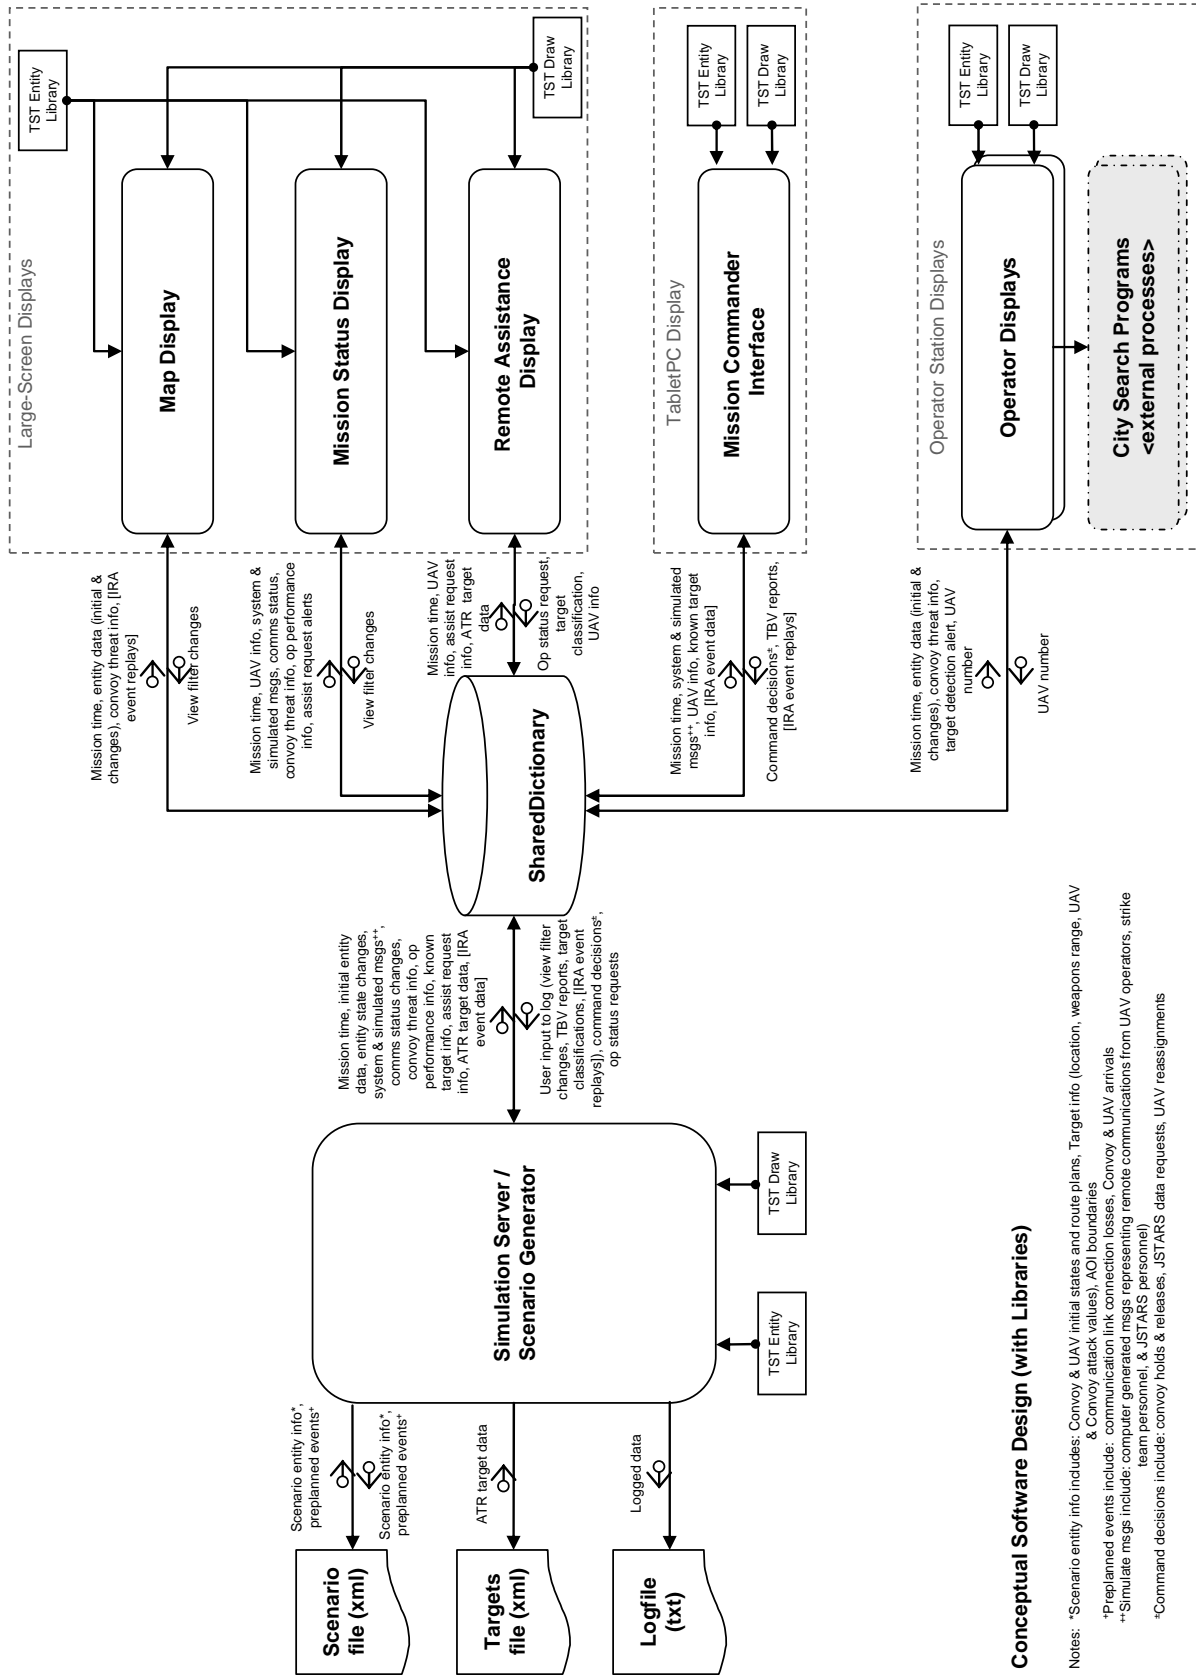 Large-Screen Displays
TST Entity
Library
TST Draw
Library
Map Display
Mission Status Display
Remote Assistance
Display
TabletPC Display
TST Entity
Library
TST Draw
Library
Mission Commander
Interface
Operator Station Displays
TST Entity
Library
TST Draw
Library
Operator Displays
City Search Programs
<external processes>
Mission time, entity data (initial &
changes), convoy threat info, [IRA
event replays]
View filter changes
Mission time, UAV info, system &
simulated msgs, comms status,
convoy threat info, op performance
info, assist request alerts
View filter changes
Mission time, UAV
info, assist request
info, ATR target
data
Op status request,
target
classification,
UAV info
Mission time, system & simulated
msgs⁺⁺, UAV info, known target
info, [IRA event data]
Command decisions±, TBV reports,
[IRA event replays]
Mission time, entity data (initial &
changes), convoy threat info,
target detection alert, UAV
number
UAV number
SharedDictionary
Mission time, initial entity
data, entity state changes,
system & simulated msgs⁺⁺,
comms status changes,
convoy threat info, op
performance info, known
target info, assist request
info, ATR target data, [IRA
event data]
User input to log (view filter
changes, TBV reports, target
classifications, [IRA event
replays]), command decisions±,
op status requests
Simulation Server /
Scenario Generator
TST Entity
Library
TST Draw
Library
Scenario entity info*,
preplanned events⁺
Scenario entity info*,
preplanned events⁺
ATR target data
Logged data
Scenario
file (xml)
Targets
file (xml)
Logfile
(txt)
Conceptual Software Design (with Libraries)
Notes: *Scenario entity info includes: Convoy & UAV initial states and route plans, Target info (location, weapons range, UAV
& Convoy attack values), AOI boundaries
⁺Preplanned events include: communication link connection losses, Convoy & UAV arrivals
⁺⁺Simulate msgs include: computer generated msgs representing remote communications from UAV operators, strike
team personnel, & JSTARS personnel)
±Command decisions include: convoy holds & releases, JSTARS data requests, UAV reassignments